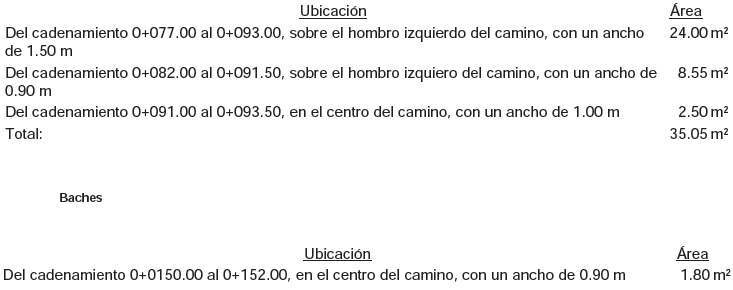 Ubicación Área
Del cadenamiento 0+077.00 al 0+093.00, sobre el hombro izquierdo del camino, con un ancho 24.00 m²
de 1.50 m
Del cadenamiento 0+082.00 al 0+091.50, sobre el hombro izquiero del camino, con un ancho de 8.55 m²
0.90 m
Del cadenamiento 0+091.00 al 0+093.50, en el centro del camino, con un ancho de 1.00 m 2.50 m²
Total: 35.05 m²
Baches
Ubicación Área
Del cadenamiento 0+0150.00 al 0+152.00, en el centro del camino, con un ancho de 0.90 m 1.80 m²